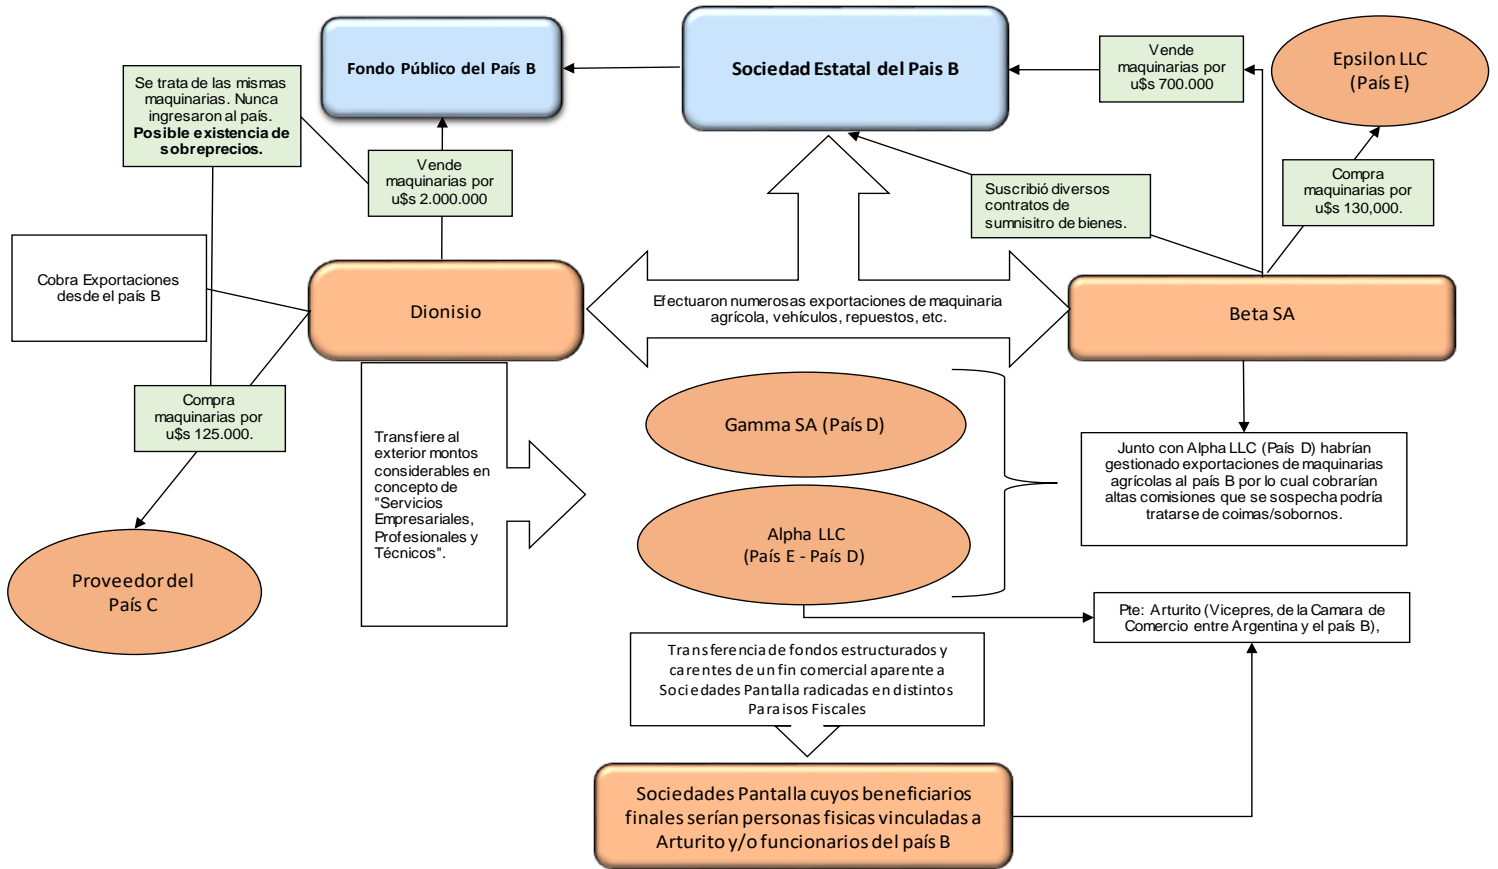 Fondo Público del País B
Sociedad Estatal del Pais B
Vende
maquinarias por
u$s 700.000
Epsilon LLC
(País E)
Se trata de las mismas
maquinarias. Nunca
ingresaron al país.
Posible existencia de
sobreprecios.
Vende
maquinarias por
u$s 2.000.000
Suscribió diversos
contratos de
sumnisitro de bienes.
Compra
maquinarias por
u$s 130,000.
Cobra Exportaciones
desde el país B
Dionisio
Efectuaron numerosas exportaciones de maquinaria
agrícola, vehículos, repuestos, etc.
Beta SA
Compra
maquinarias por
u$s 125.000.
Transfiere al
exterior montos
considerables en
concepto de
"Servicios
Empresariales,
Profesionales y
Técnicos".
Gamma SA (País D)
Alpha LLC
(País E - País D)
Junto con Alpha LLC (País D) habrían
gestionado exportaciones de maquinarias
agrícolas al país B por lo cual cobrarían
altas comisiones que se sospecha podría
tratarse de coimas/sobornos.
Proveedor del
País C
Pte: Arturito (Vicepres, de la Camara de
Comercio entre Argentina y el país B),
Transferencia de fondos estructurados y
carentes de un fin comercial aparente a
Sociedades Pantalla radicadas en distintos
Paraisos Fiscales
Sociedades Pantalla cuyos beneficiarios
finales serían personas fisicas vinculadas a
Arturito y/o funcionarios del país B